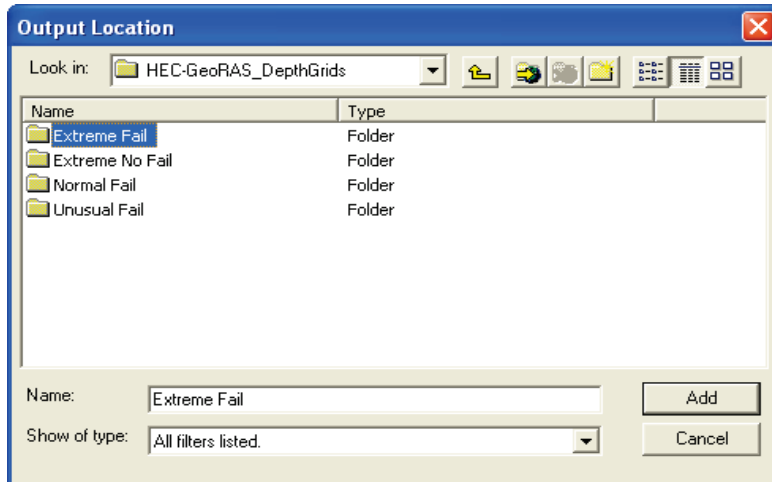 Output Location
Look in: HEC-GeoRAS_DepthGrids
Name Type
Extreme Fail Folder
Extreme No Fail Folder
Normal Fail Folder
Unusual Fail Folder
Name: Extreme Fail Add
Show of type: All filters listed. Cancel